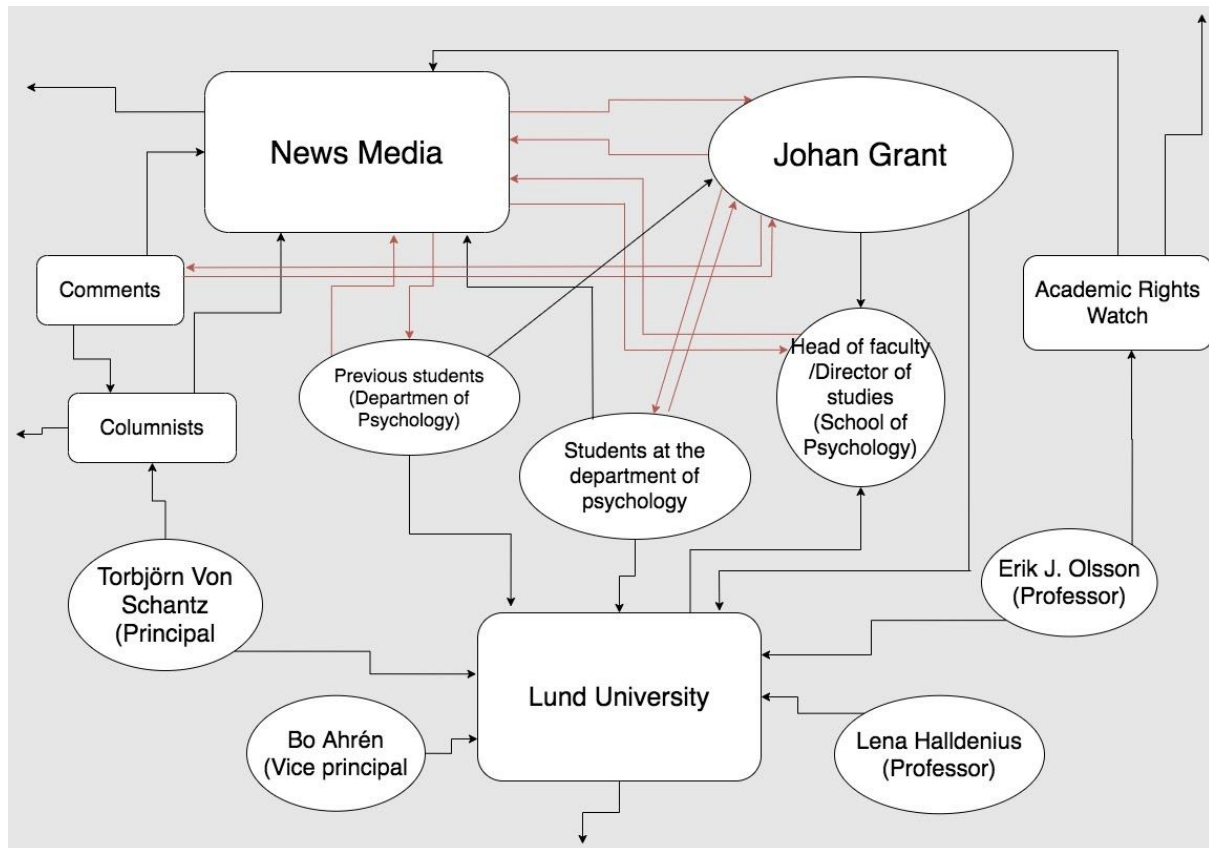 News Media
Johan Grant
Comments
Academic Rights
Watch
Previous students
(Departmen of
Psychology)
Head of faculty
/Director of
studies
(School of
Psychology)
Columnists
Students at the
department of
psychology
Torbjörn Von
Schantz
(Principal
Erik J. Olsson
(Professor)
Lund University
Bo Ahrén
(Vice principal
Lena Halldenius
(Professor)